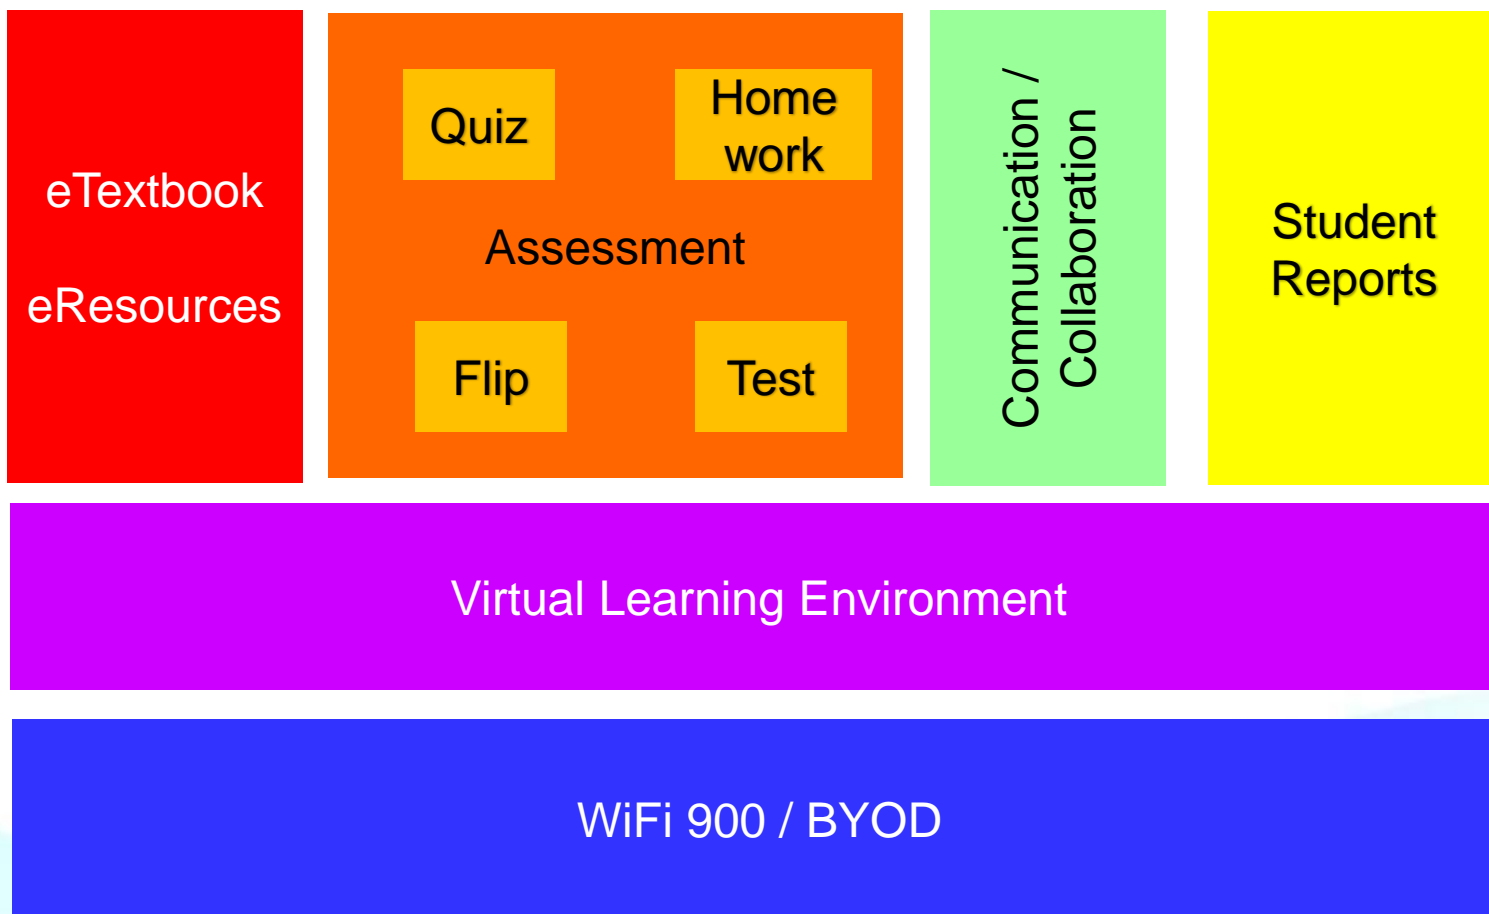 eTextbook
eResources
Quiz
Home
work
Assessment
Flip
Test
Communication /
Collaboration
Student
Reports
Virtual Learning Environment
WiFi 900 / BYOD